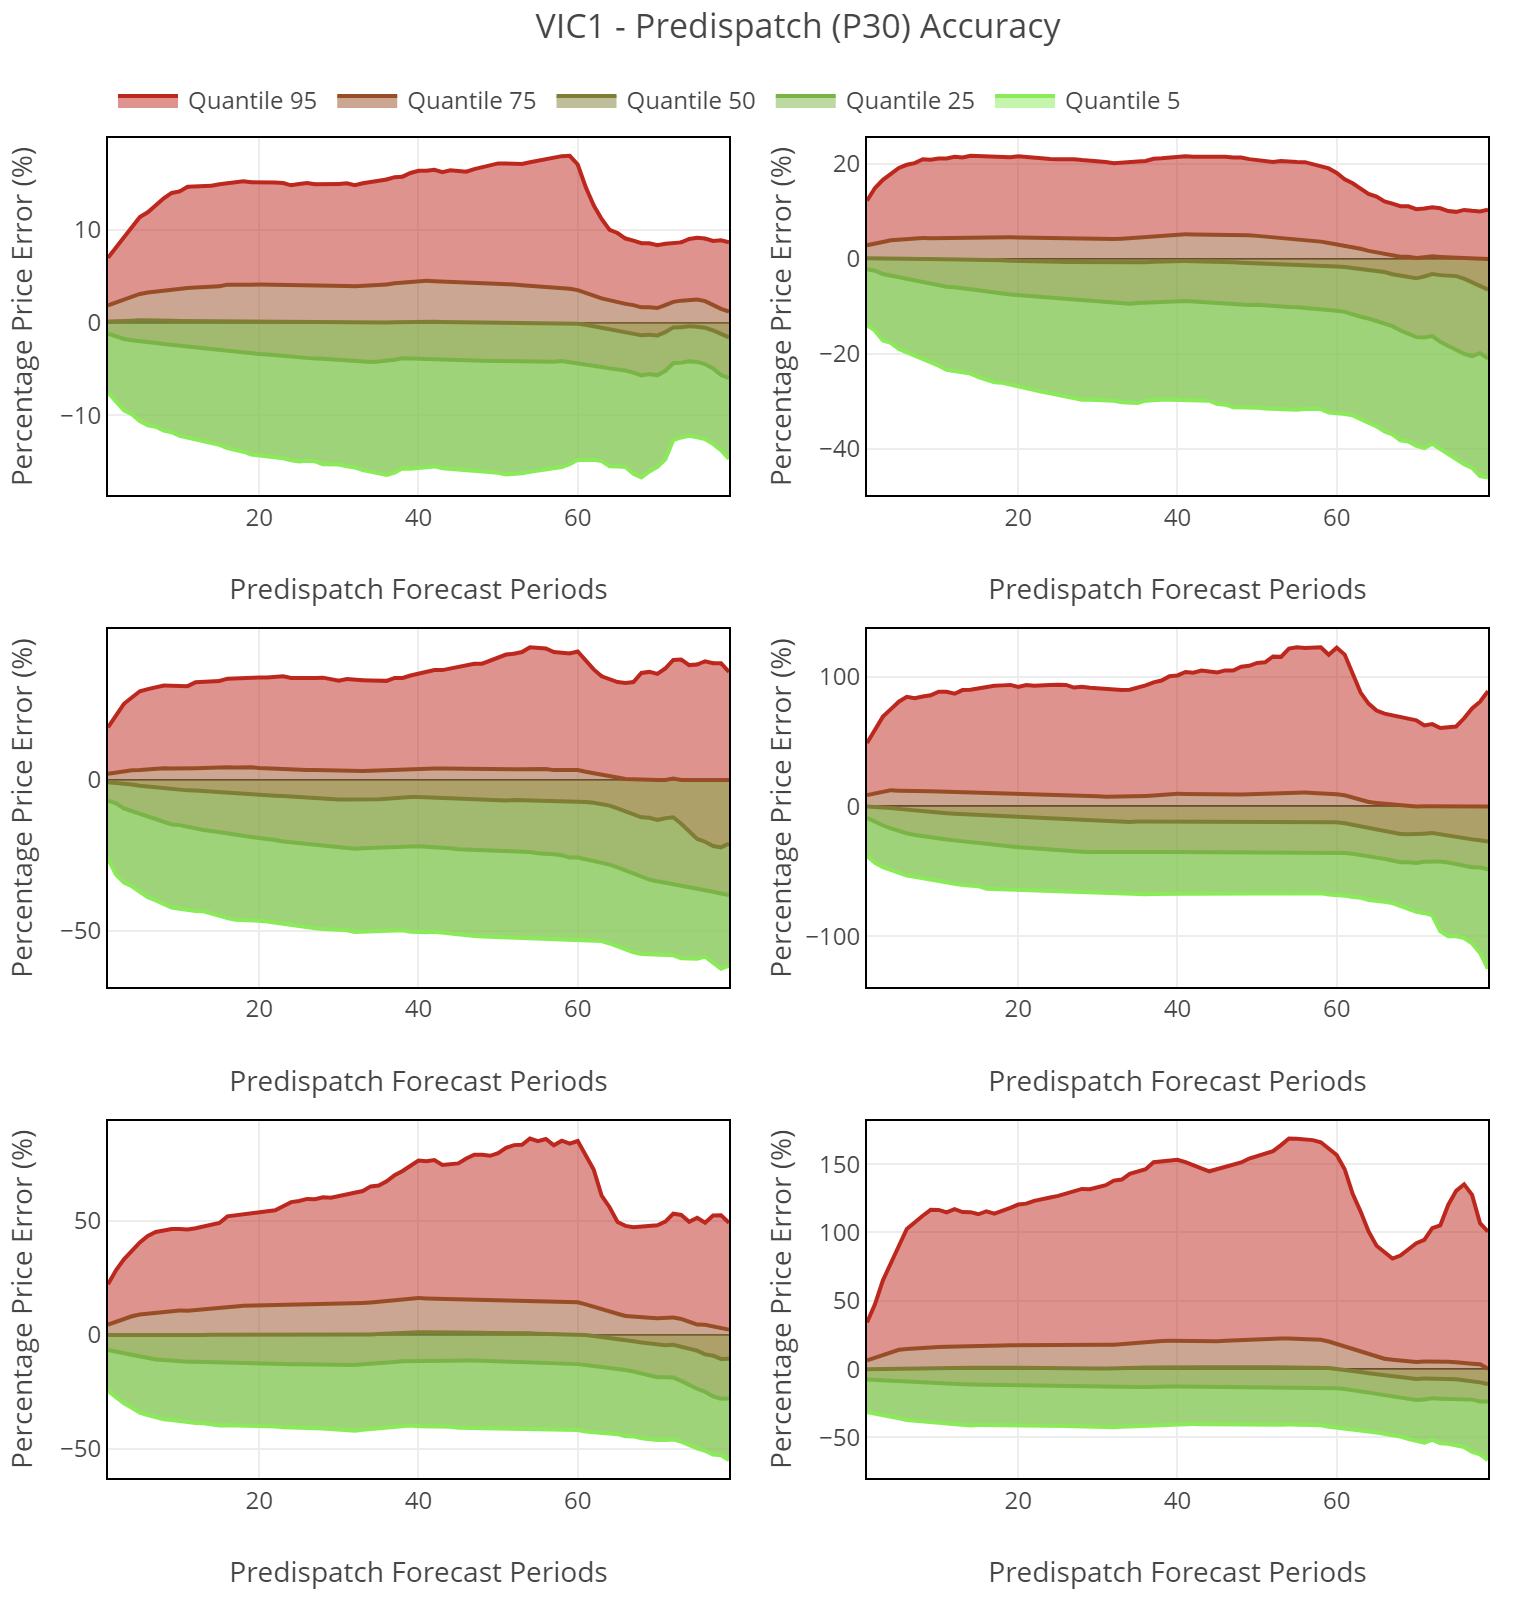 VIC1 - Predispatch (P30) Accuracy
Quantile 95 Quantile 75 Quantile 50 Quantile 25 Quantile 5
Percentage Price Error (%)
10
0
−10
20 40 60
Predispatch Forecast Periods
Percentage Price Error (%)
20
0
−20
−40
20 40 60
Predispatch Forecast Periods
Percentage Price Error (%)
0
−50
20 40 60
Predispatch Forecast Periods
Percentage Price Error (%)
100
0
−100
20 40 60
Predispatch Forecast Periods
Percentage Price Error (%)
50
0
−50
20 40 60
Predispatch Forecast Periods
Percentage Price Error (%)
150
100
50
0
−50
20 40 60
Predispatch Forecast Periods